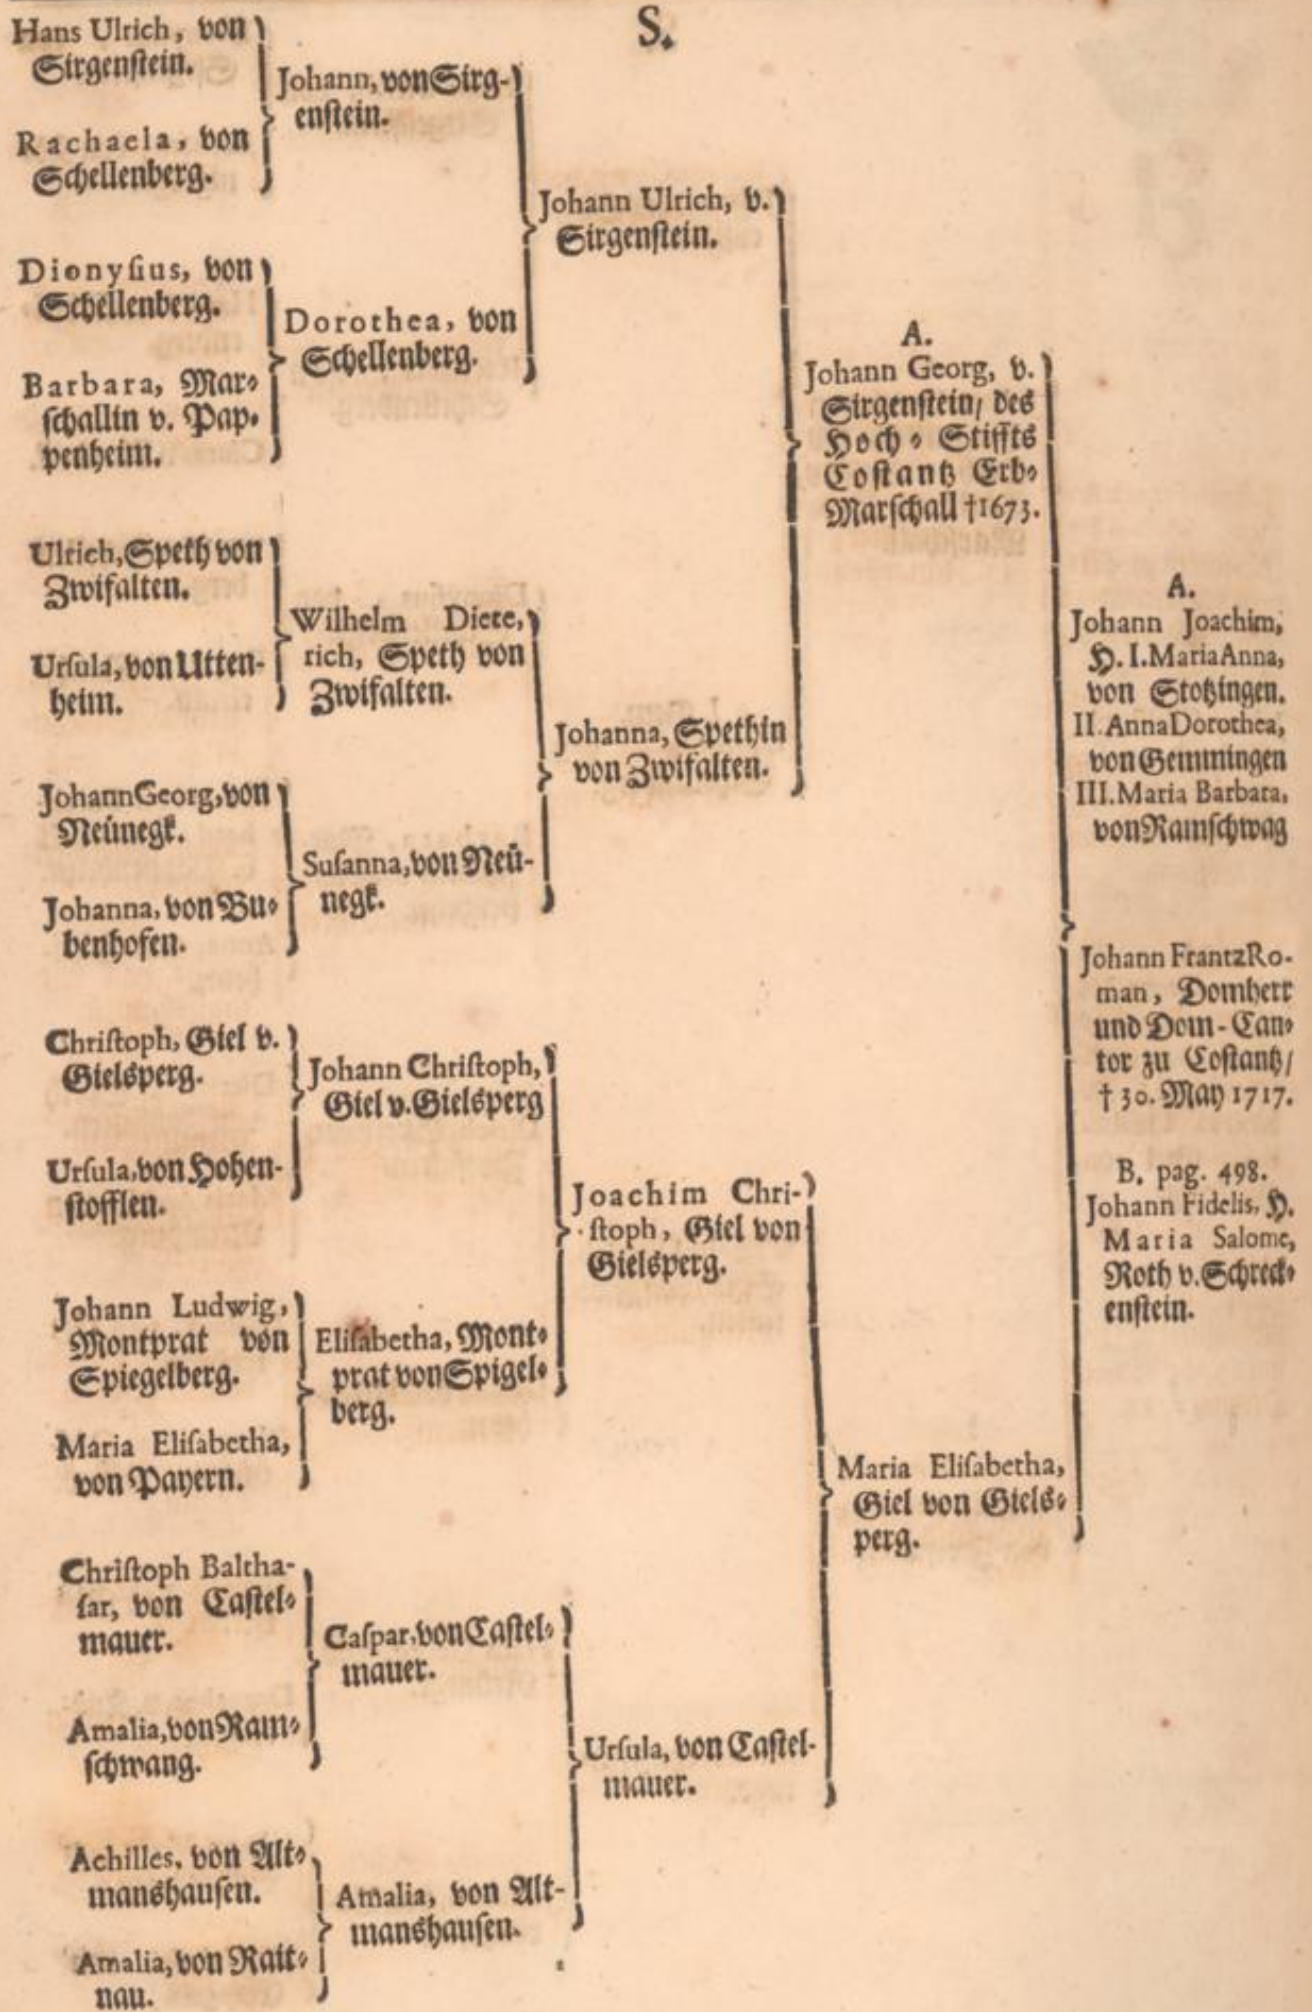 S.
Hans Ulrich, von
Sirgenstein.
Rachaela, von
Schellenberg.
Dionysius, von
Schellenberg.
Barbara, Mar-
schallin v. Pap-
penheim.
Ulrich, Speth von
Zwifalten.
Ursula, von Utten-
heim.
Johann Georg, von
Neünegk.
Johanna, von Bu-
benhofen.
Christoph, Giel v.
Gielsperg.
Ursula, von Hohen-
stofflen.
Johann Ludwig,
Montprat von
Spiegelberg.
Maria Elisabetha,
von Payern.
Christoph Baltha-
sar, von Castel-
mauer.
Amalia, von Ram-
schwang.
Achilles, von Alt-
manshausen.
Amalia, von Rait-
nau.
Johann, von Sirg-
enstein.
Dorothea, von
Schellenberg.
Wilhelm Diete,
rich, Speth von
Zwifalten.
Susanna, von Neü-
negk.
Johann Christoph,
Giel v. Gielsperg
Elisabetha, Mont-
prat von Spigel-
berg.
Caspar, von Castel-
mauer.
Amalia, von Alt-
manshausen.
Johann Ulrich, v.
Sirgenstein.
Johanna, Spethin
von Zwifalten.
Joachim Chri-
stoph, Giel von
Gielsperg.
Ursula, von Castel-
mauer.
A.
Johann Georg, v.
Sirgenstein/ des
Hoch-Stiffts
Costantz Erb-
Marschall †1673.
Maria Elisabetha,
Giel von Giels-
perg.
A.
Johann Joachim,
H. I. Maria Anna,
von Stotzingen.
II. Anna Dorothea,
von Gemmingen
III. Maria Barbara,
von Ramschwag
Johann Frantz Ro-
man, Domherr
und Dom-Can-
tor zu Costantz/
† 30. May 1717.
B. pag. 498.
Johann Fidelis, H.
Maria Salome,
Roth v. Schreck-
enstein.